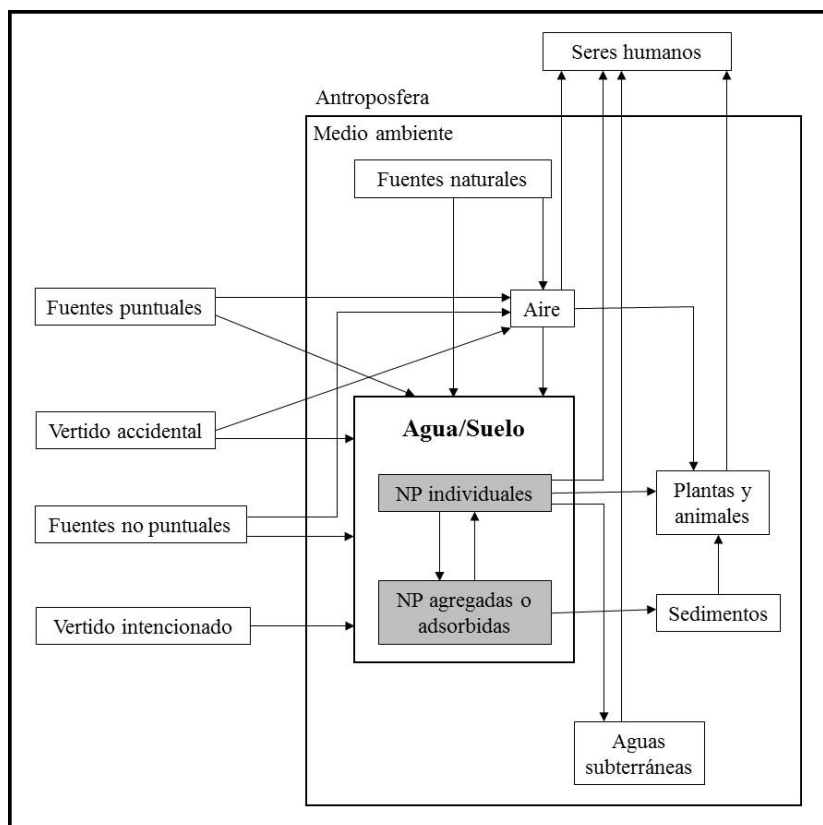 Seres humanos
Antroposfera
Medio ambiente
Fuentes naturales
Fuentes puntuales
Aire
Vertido accidental
Agua/Suelo
NP individuales
Plantas y
animales
Fuentes no puntuales
NP agregadas o
adsorbidas
Sedimentos
Vertido intencionado
Aguas
subterráneas